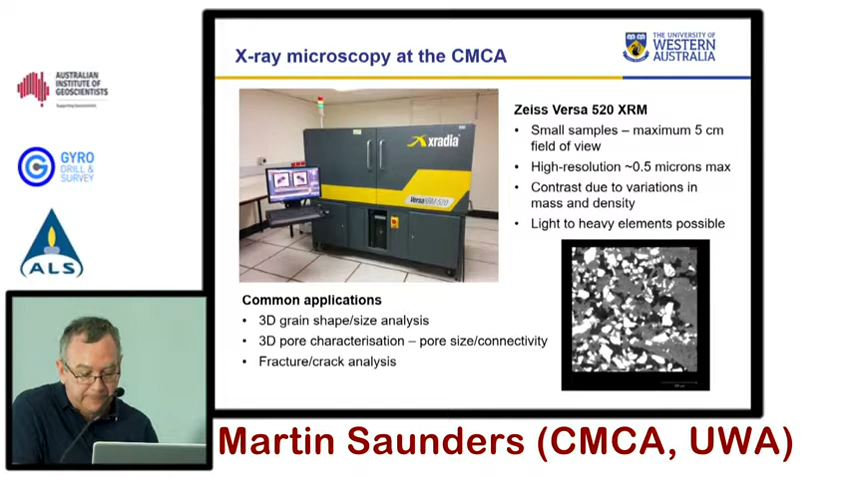 X-ray microscopy at the CMCA
THE UNIVERSITY OF
WESTERN
AUSTRALIA
AUSTRALIAN
INSTITUTE OF
GEOSCIENTISTS
Supporting Geoscientists
GYRO
DRILL &
SURVEY
ALS
xradia
VersaXRM-520
Zeiss Versa 520 XRM
• Small samples – maximum 5 cm
field of view
• High-resolution ~0.5 microns max
• Contrast due to variations in
mass and density
• Light to heavy elements possible
Common applications
• 3D grain shape/size analysis
• 3D pore characterisation – pore size/connectivity
• Fracture/crack analysis
Martin Saunders (CMCA, UWA)